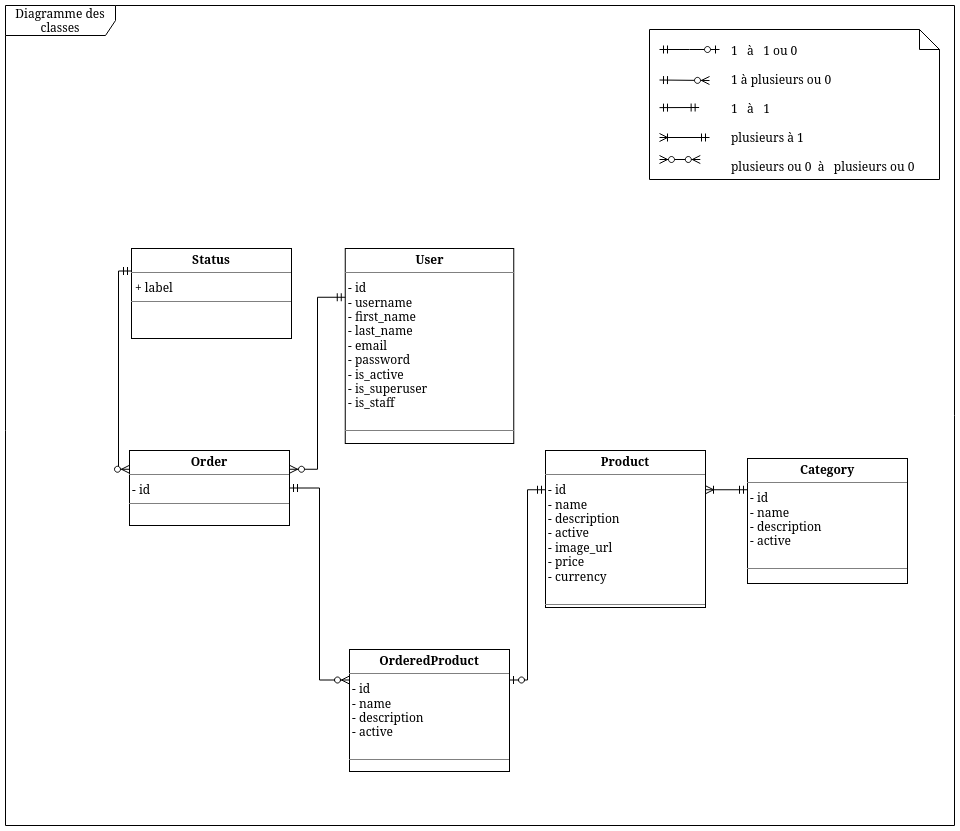 Diagramme des
classes
1 à 1 ou 0
1 à plusieurs ou 0
1 à 1
plusieurs à 1
plusieurs ou 0 à plusieurs ou 0
Status
+ label
User
- id
- username
- first_name
- last_name
- email
- password
- is_active
- is_superuser
- is_staff
Order
- id
Product
- id
- name
- description
- active
- image_url
- price
- currency
Category
- id
- name
- description
- active
OrderedProduct
- id
- name
- description
- active